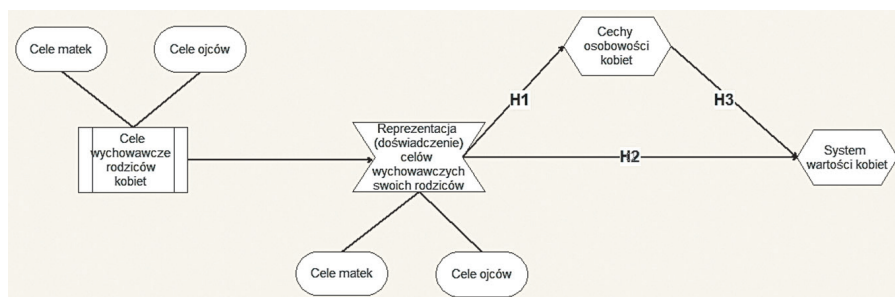 Cele matek
Cele ojców
Cechy
osobowości
kobiet
H1
H3
Cele
wychowawcze
rodziców
kobiet
Reprezentacja
(doświadczenie)
celów
wychowawczych
swoich rodziców
H2
System
wartości kobiet
Cele matek
Cele ojców